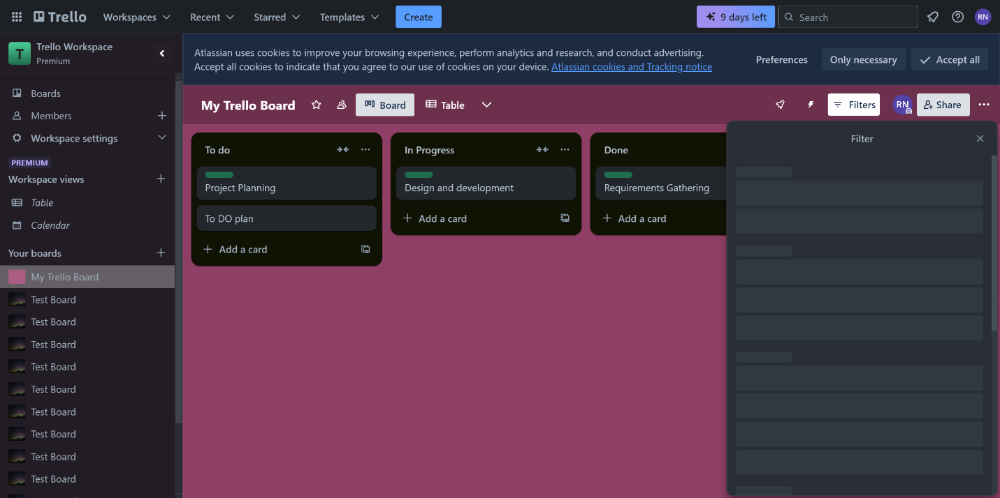 Trello
Workspaces
Recent
Starred
Templates
Create
9 days left
Search
RN
T
Trello Workspace
Premium
Atlassian uses cookies to improve your browsing experience, perform analytics and research, and conduct advertising.
Accept all cookies to indicate that you agree to our use of cookies on your device. Atlassian cookies and Tracking notice
Preferences
Only necessary
Accept all
Boards
Members
Workspace settings
PREMIUM
Workspace views
Table
Calendar
Your boards
My Trello Board
Test Board
Test Board
Test Board
Test Board
Test Board
Test Board
Test Board
Test Board
Test Board
My Trello Board
Board
Table
Filters
RN
Share
To do
Project Planning
To DO plan
Add a card
In Progress
Design and development
Add a card
Done
Requirements Gathering
Add a card
Filter